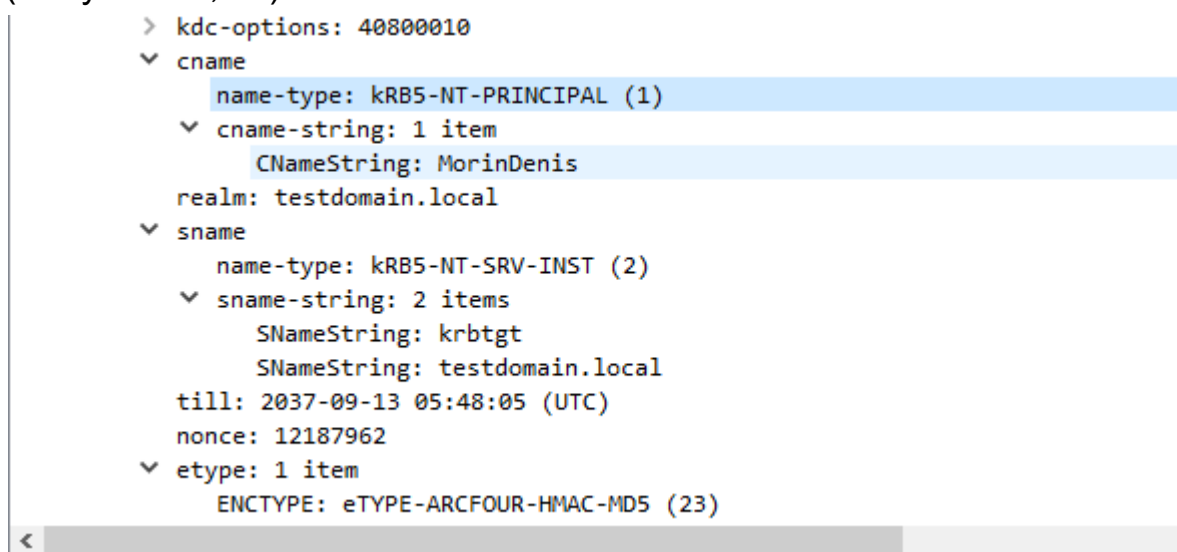 kdc-options: 40800010
cname
name-type: kRB5-NT-PRINCIPAL (1)
cname-string: 1 item
CNameString: MorinDenis
realm: testdomain.local
sname
name-type: kRB5-NT-SRV-INST (2)
sname-string: 2 items
SNameString: krbtgt
SNameString: testdomain.local
till: 2037-09-13 05:48:05 (UTC)
nonce: 12187962
etype: 1 item
ENCTYPE: eTYPE-ARCFOUR-HMAC-MD5 (23)